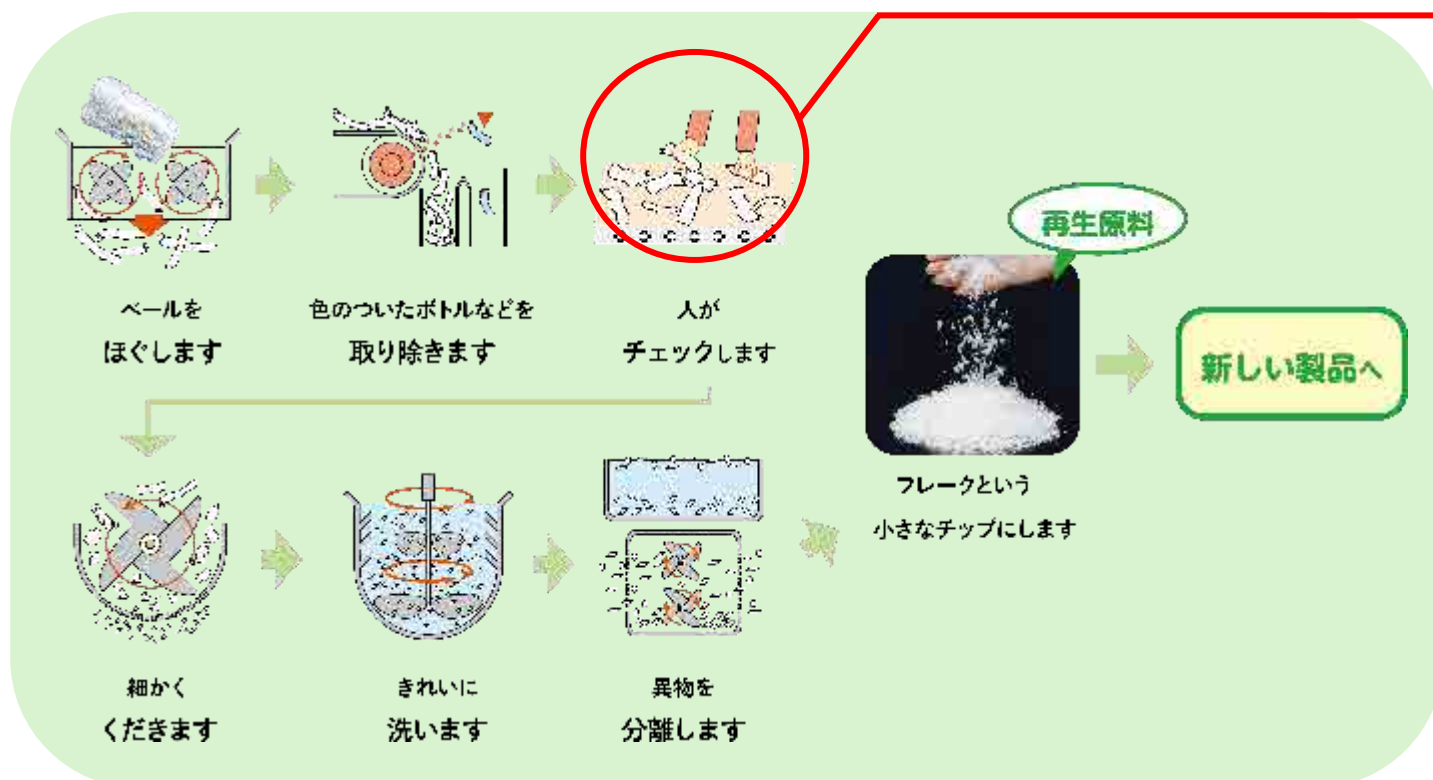 ベールを
ほぐします
色のついたボトルなどを
取り除きます
人が
チェックします
細かく
くだきます
きれいに
洗います
異物を
分離します
再生原料
フレークという
小さなチップにします
新しい製品へ